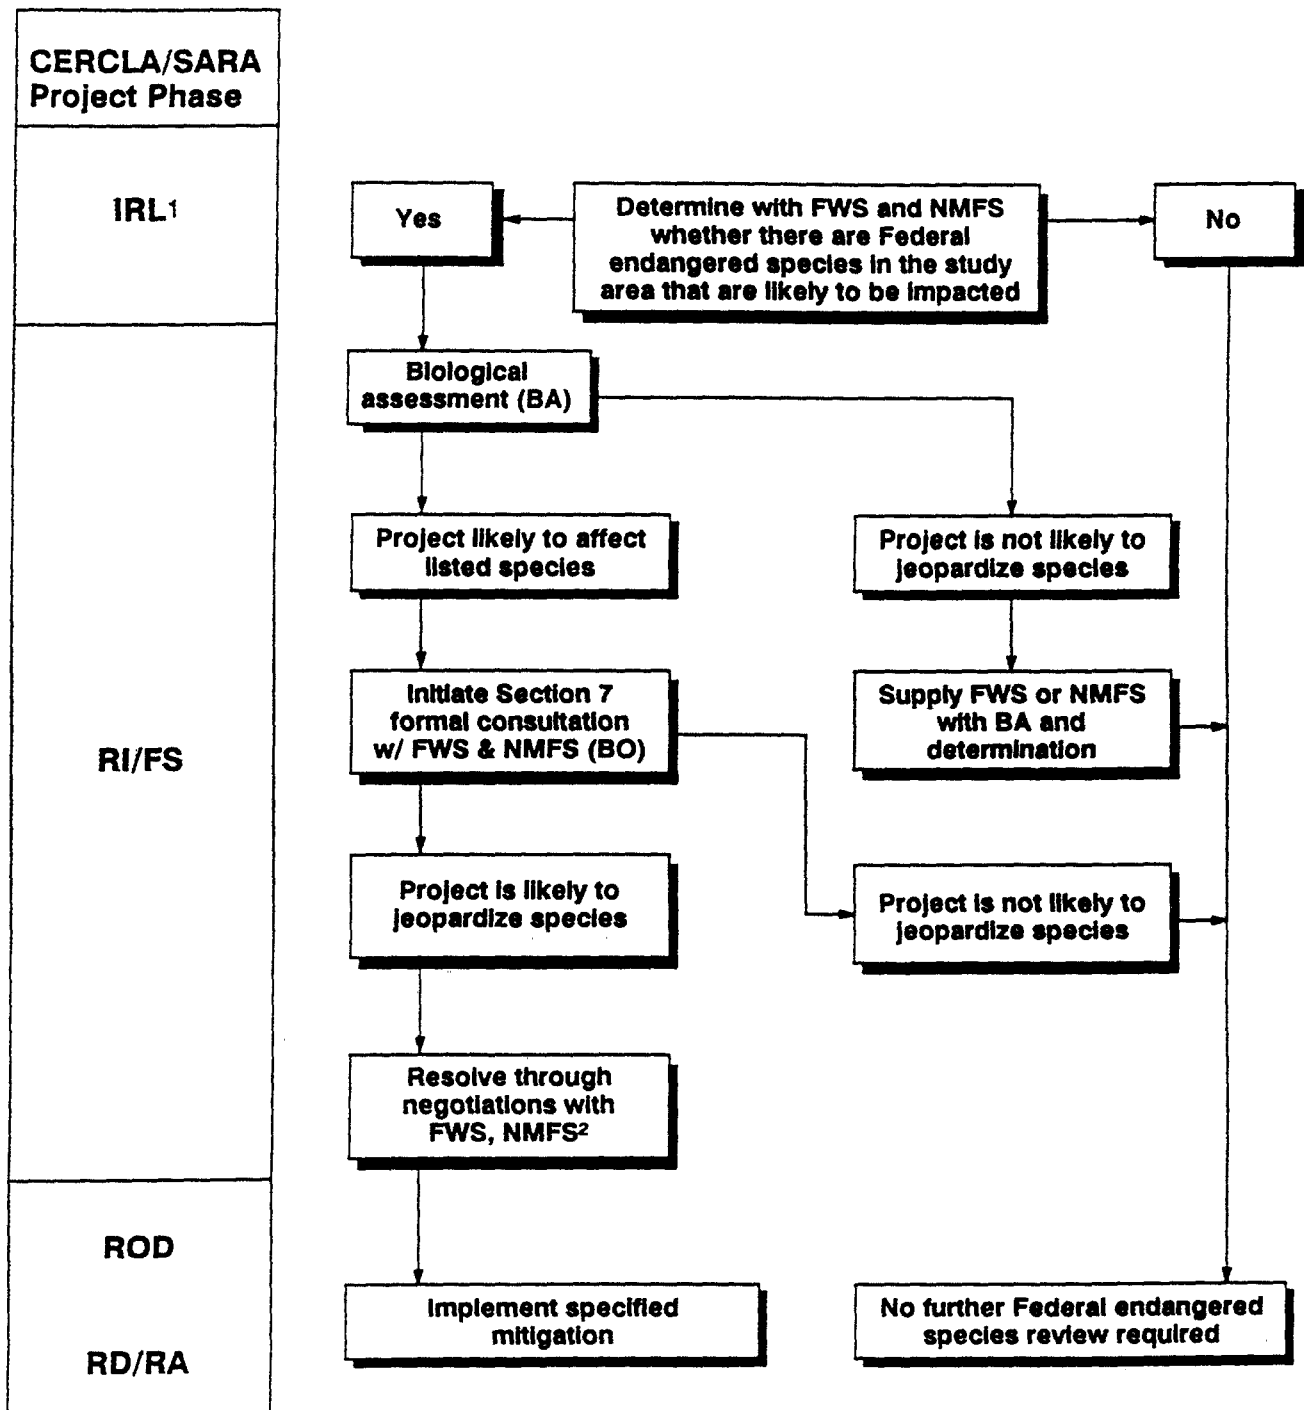 CERCLA/SARA
Project Phase
IRL¹
Yes
Determine with FWS and NMFS
whether there are Federal
endangered species in the study
area that are likely to be impacted
No
Biological
assessment (BA)
Project likely to affect
listed species
Project is not likely to
jeopardize species
RI/FS
Initiate Section 7
formal consultation
w/ FWS & NMFS (BO)
Supply FWS or NMFS
with BA and
determination
Project is likely to
jeopardize species
Project is not likely to
jeopardize species
Resolve through
negotiations with
FWS, NMFS²
ROD
Implement specified
mitigation
No further Federal endangered
species review required
RD/RA